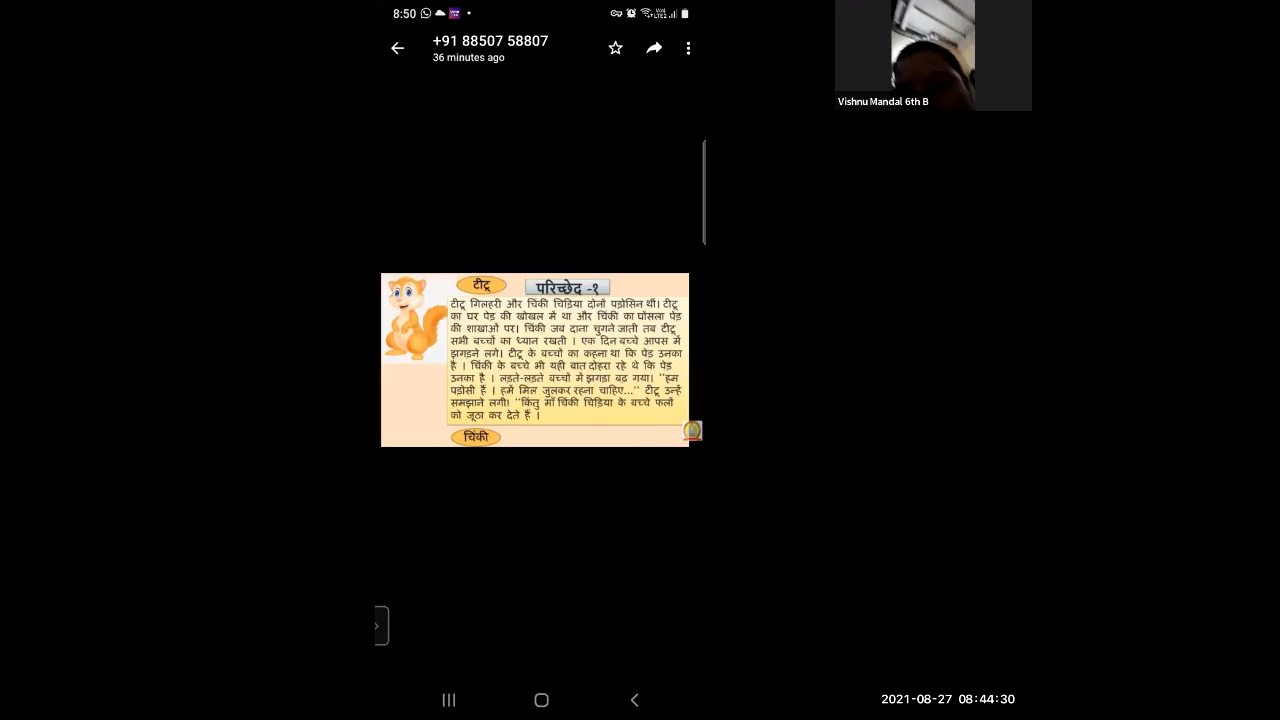 8:50
+91 88507 58807
36 minutes ago
Vishnu Mandal 6th B
टीटू
परिच्छेद -१
टीटू गिलहरी और चिंकी चिड़िया दोनों पड़ोसिन थीं। टीटू
का घर पेड़ की खोखल में था और चिंकी का घोंसला पेड़
की शाखाओं पर। चिंकी जब दाना चुगने जाती तब टीटू
सभी बच्चों का ध्यान रखती । एक दिन बच्चे आपस में
झगड़ने लगे। टीटू के बच्चों का कहना था कि पेड़ उनका
है । चिंकी के बच्चे भी यही बात दोहरा रहे थे कि पेड़
उनका है । लड़ते-लड़ते बच्चों में झगड़ा बढ़ गया। "हम
पड़ोसी हैं । हमें मिल जुलकर रहना चाहिए..." टीटू उन्हें
समझाने लगी। "किंतु माँ चिंकी चिड़िया के बच्चे फलों
को जूठा कर देते हैं ।
चिंकी
2021-08-27 08:44:30